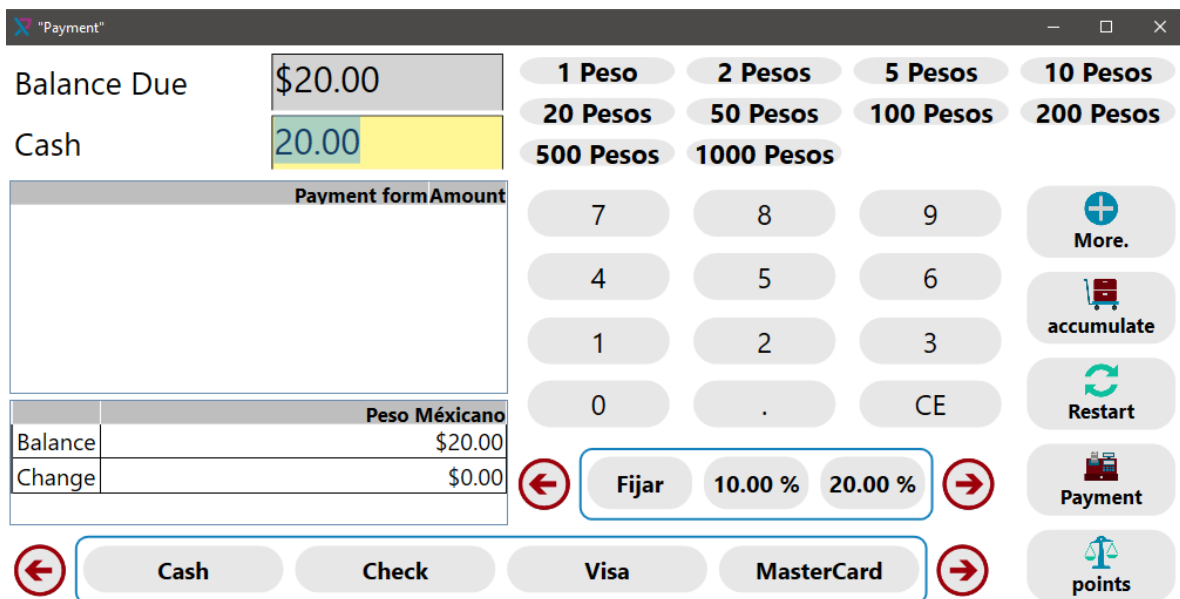 "Payment"
Balance Due $20.00
Cash 20.00
1 Peso 2 Pesos 5 Pesos 10 Pesos
20 Pesos 50 Pesos 100 Pesos 200 Pesos
500 Pesos 1000 Pesos
Payment form Amount
Peso Méxicano
Balance $20.00
Change $0.00
7 8 9
4 5 6
1 2 3
0 . CE
Fijar 10.00 % 20.00 %
Cash Check Visa MasterCard
More.
accumulate
Restart
Payment
points